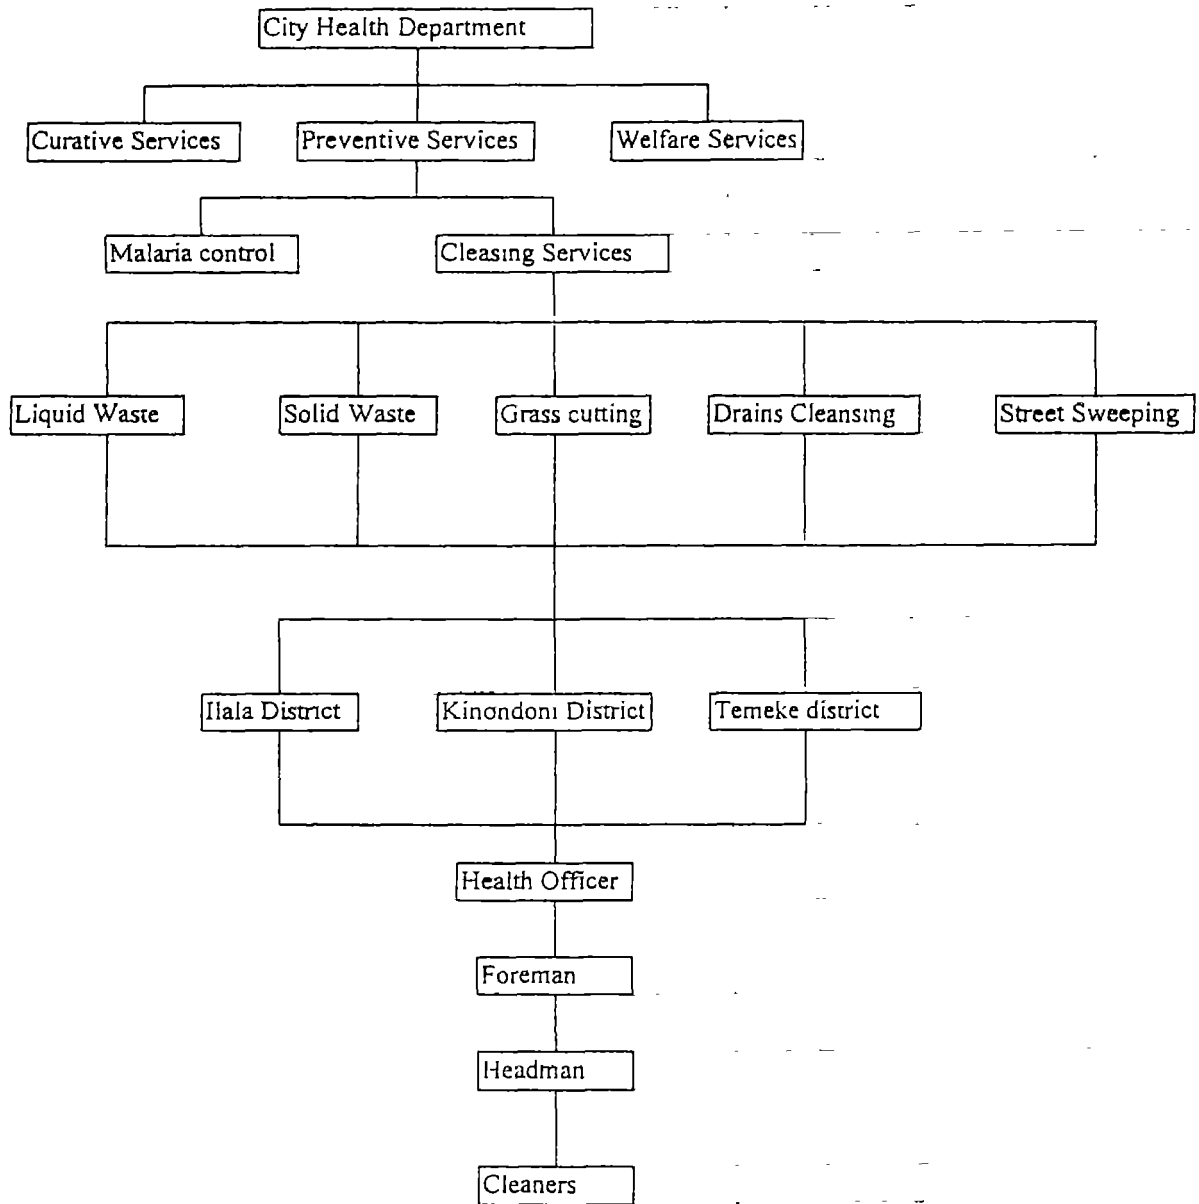 City Health Department
Curative Services
Preventive Services
Welfare Services
Malaria control
Cleasing Services
Liquid Waste
Solid Waste
Grass cutting
Drains Cleansing
Street Sweeping
Ilala District
Kinondoni District
Temeke district
Health Officer
Foreman
Headman
Cleaners